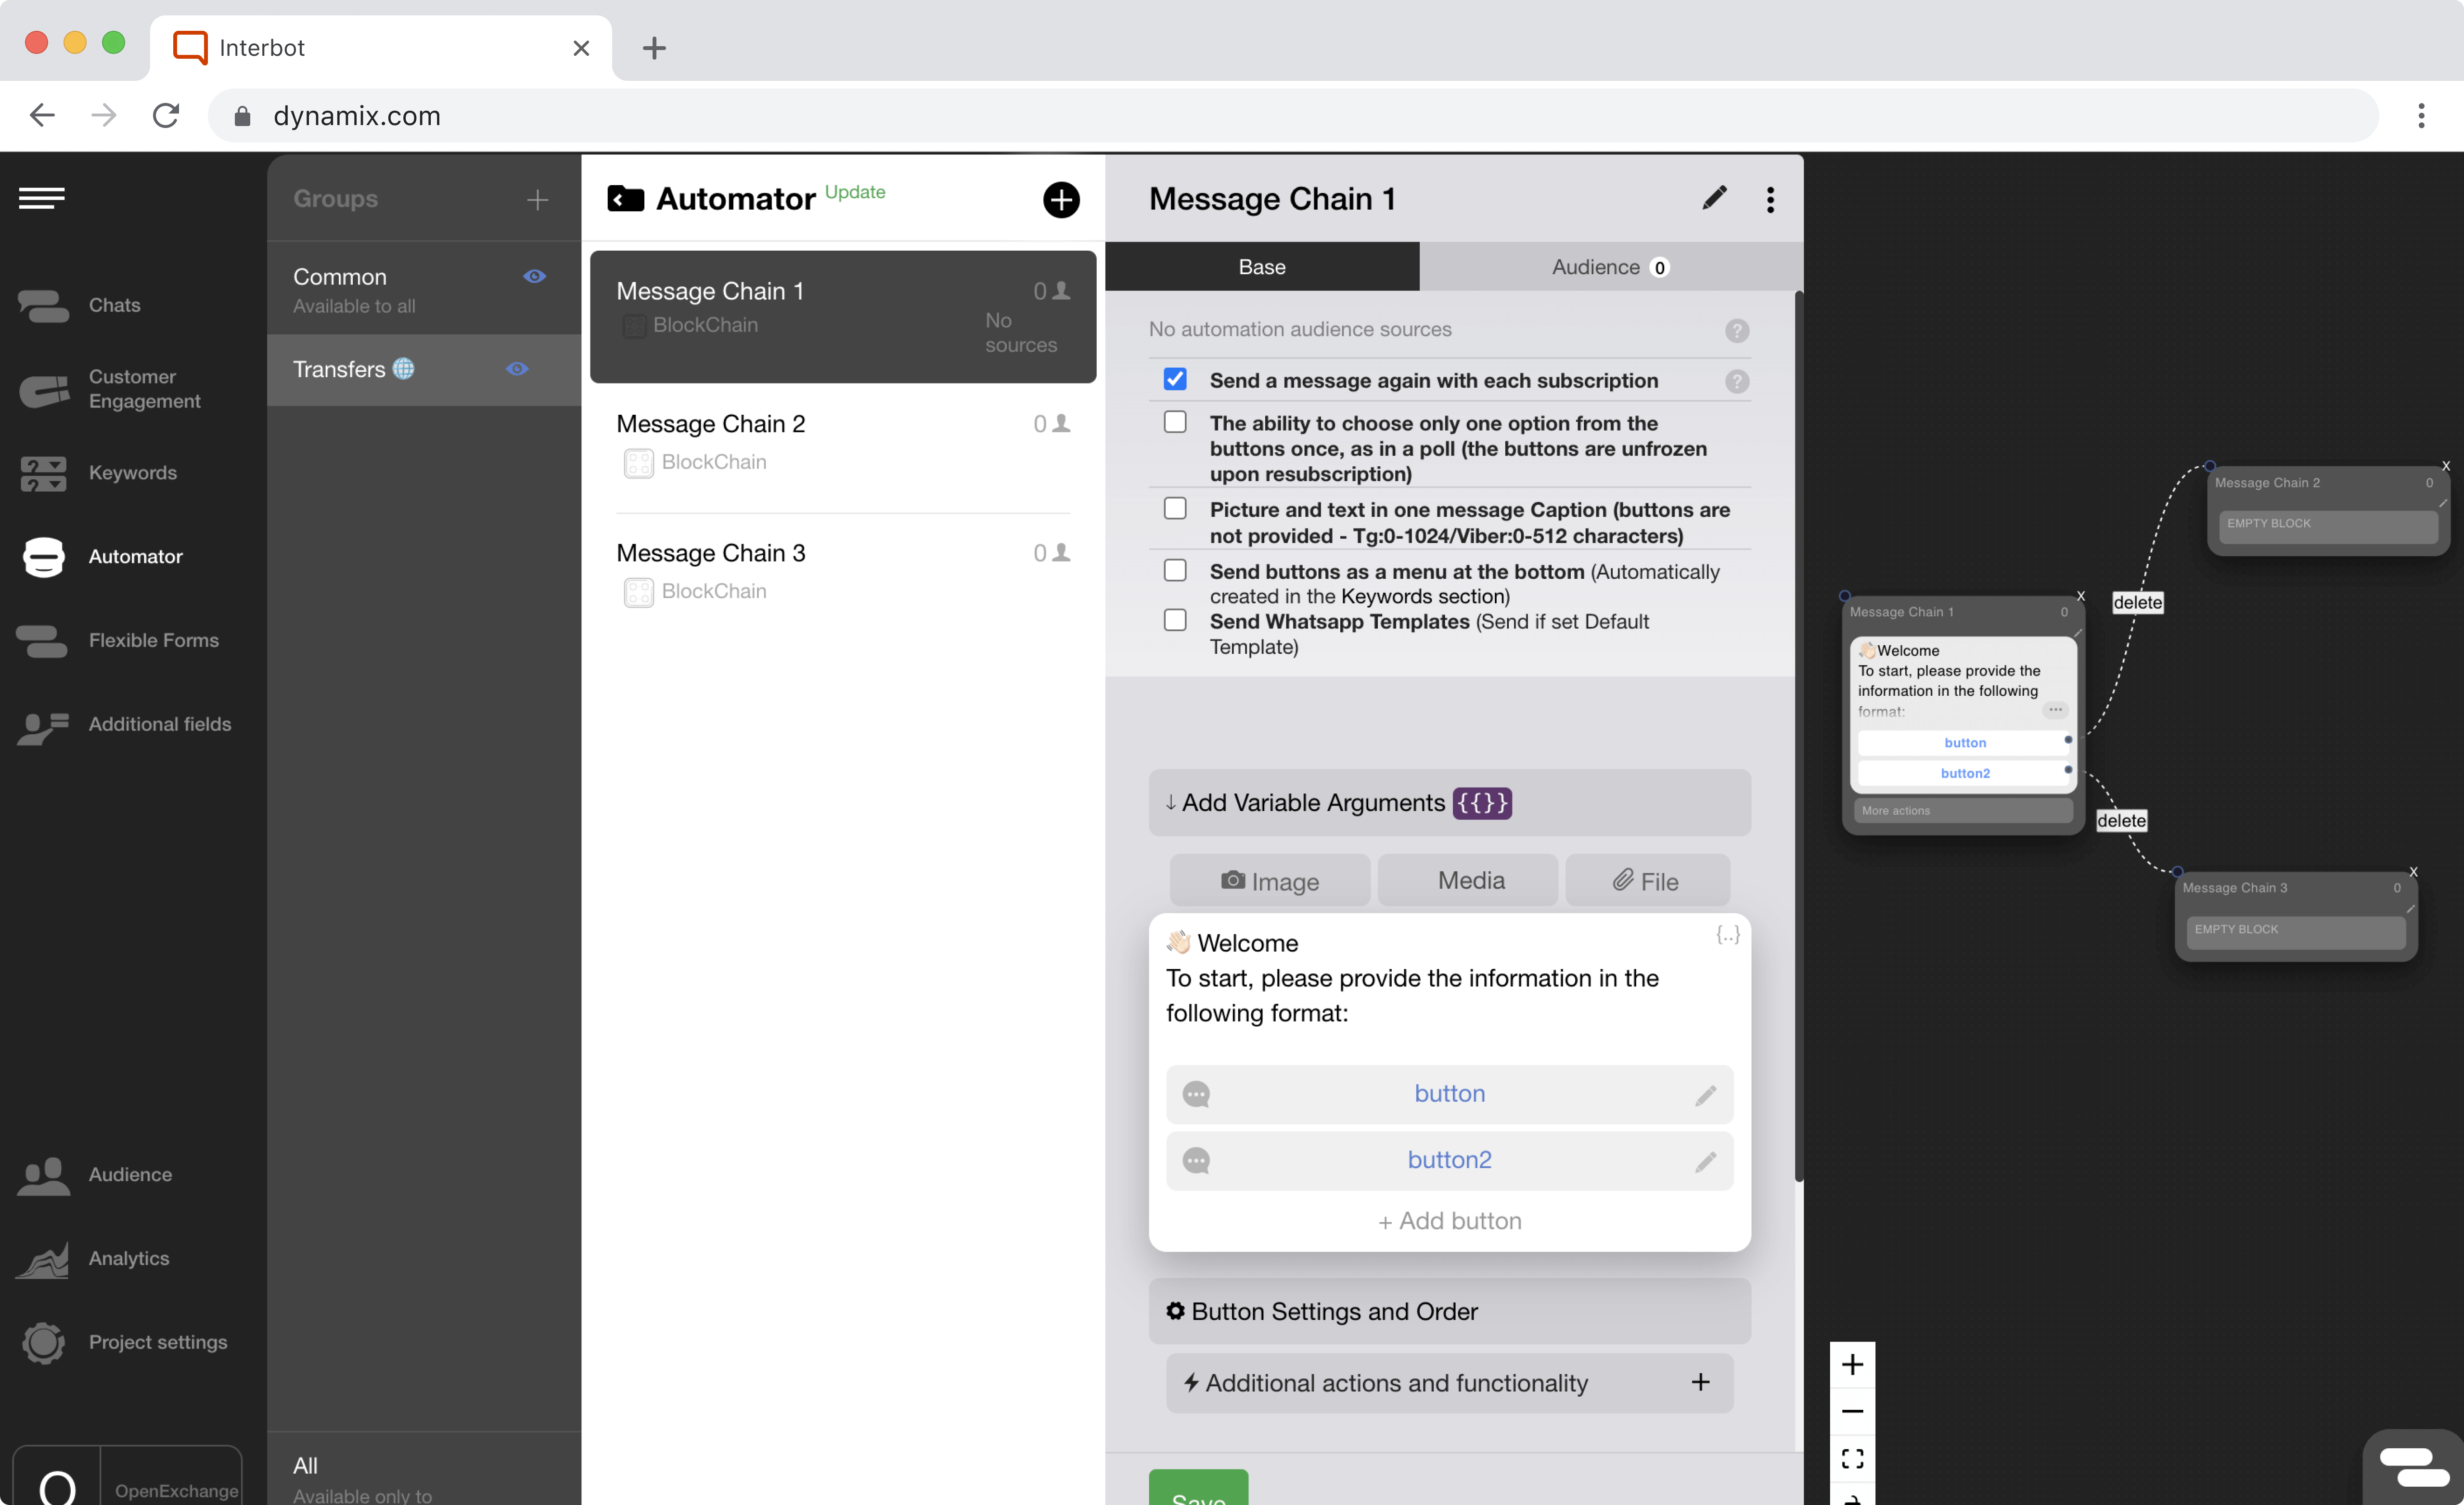 Interbot
dynamix.com
Chats
Customer
Engagement
Keywords
Automator
Flexible Forms
Additional fields
Audience
Analytics
Project settings
OpenExchange
Groups
Common
Available to all
Transfers
All
Available only to
Automator Update
Message Chain 1 0
BlockChain
No
sources
Message Chain 2 0
BlockChain
Message Chain 3 0
BlockChain
Message Chain 1
Base
Audience 0
No automation audience sources ?
Send a message again with each subscription ?
The ability to choose only one option from the
buttons once, as in a poll (the buttons are unfrozen
upon resubscription)
Picture and text in one message Caption (buttons are
not provided - Tg:0-1024/Viber:0-512 characters)
Send buttons as a menu at the bottom (Automatically
created in the Keywords section)
Send Whatsapp Templates (Send if set Default
Template)
↓ Add Variable Arguments {{}}
Image
Media
File
👋🏻 Welcome {..}
To start, please provide the information in the
following format:
button
button2
+ Add button
Button Settings and Order
Additional actions and functionality +
Save
X
Message Chain 2 0
EMPTY BLOCK
delete
X
Message Chain 1 0
👋🏻Welcome
To start, please provide the
information in the following
format: ...
button
button2
More actions
delete
X
Message Chain 3 0
EMPTY BLOCK